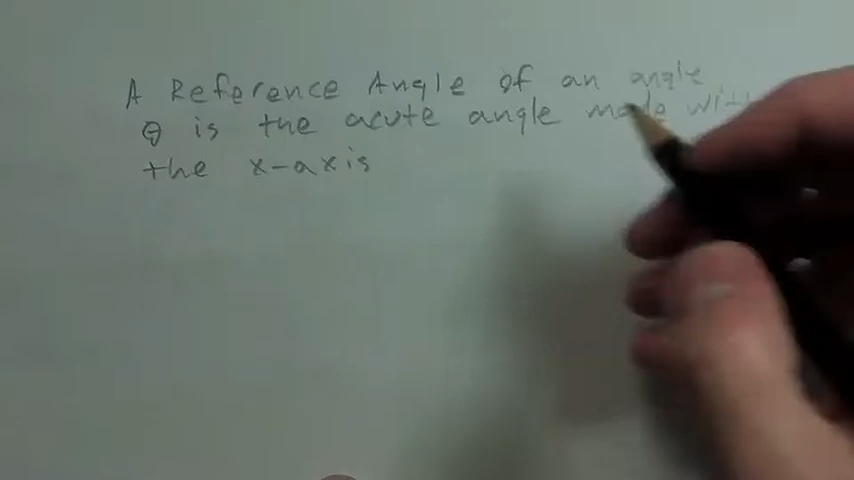 A Reference Angle of an angle
θ is the acute angle made with
the x-axis